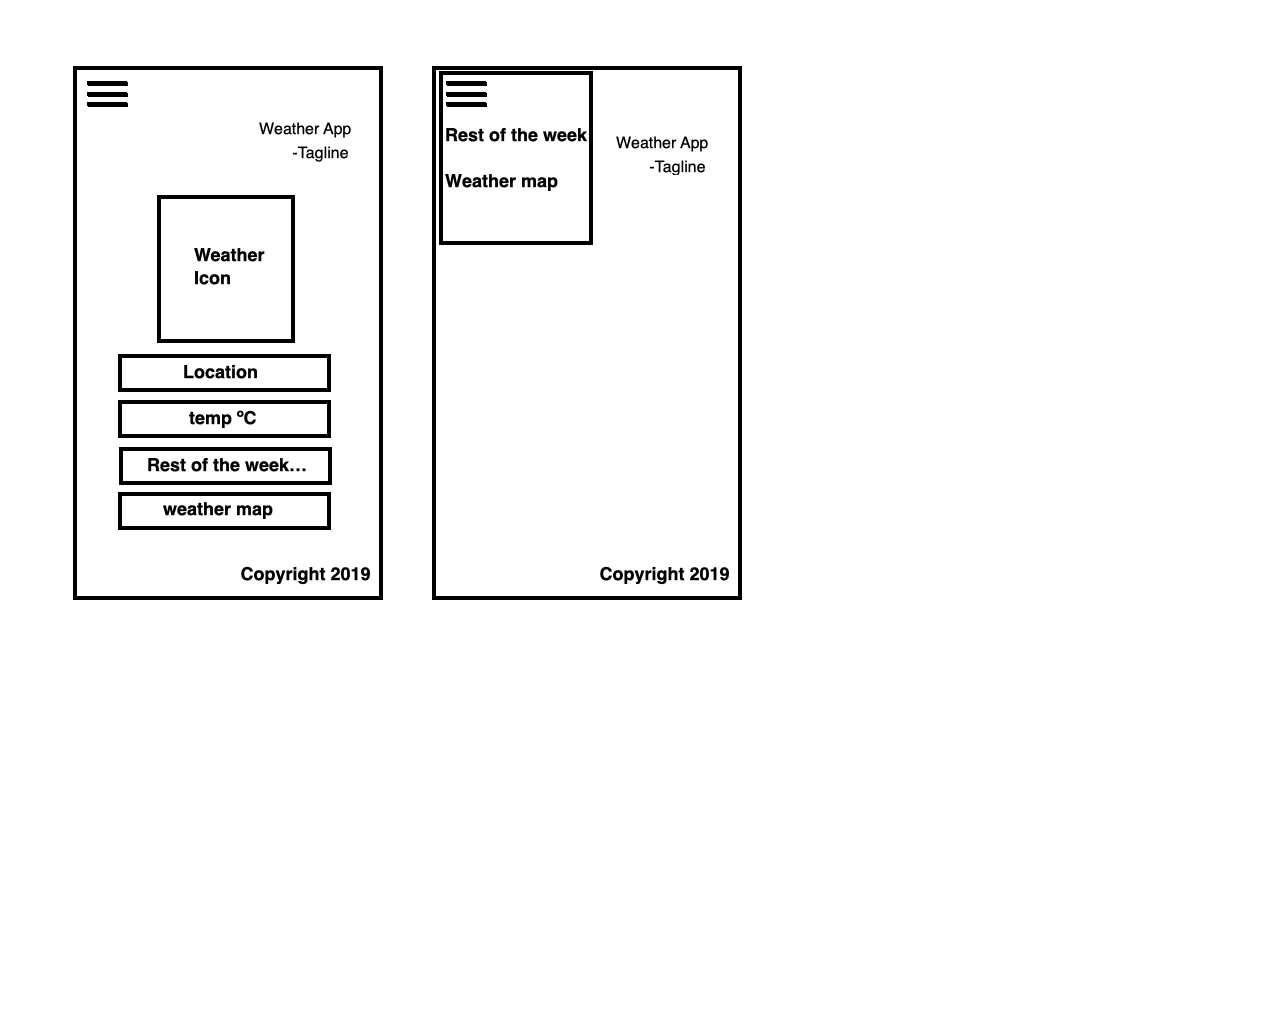 Weather App
-Tagline
Weather
Icon
Location
temp ºC
Rest of the week...
weather map
Copyright 2019
Rest of the week
Weather map
Weather App
-Tagline
Copyright 2019